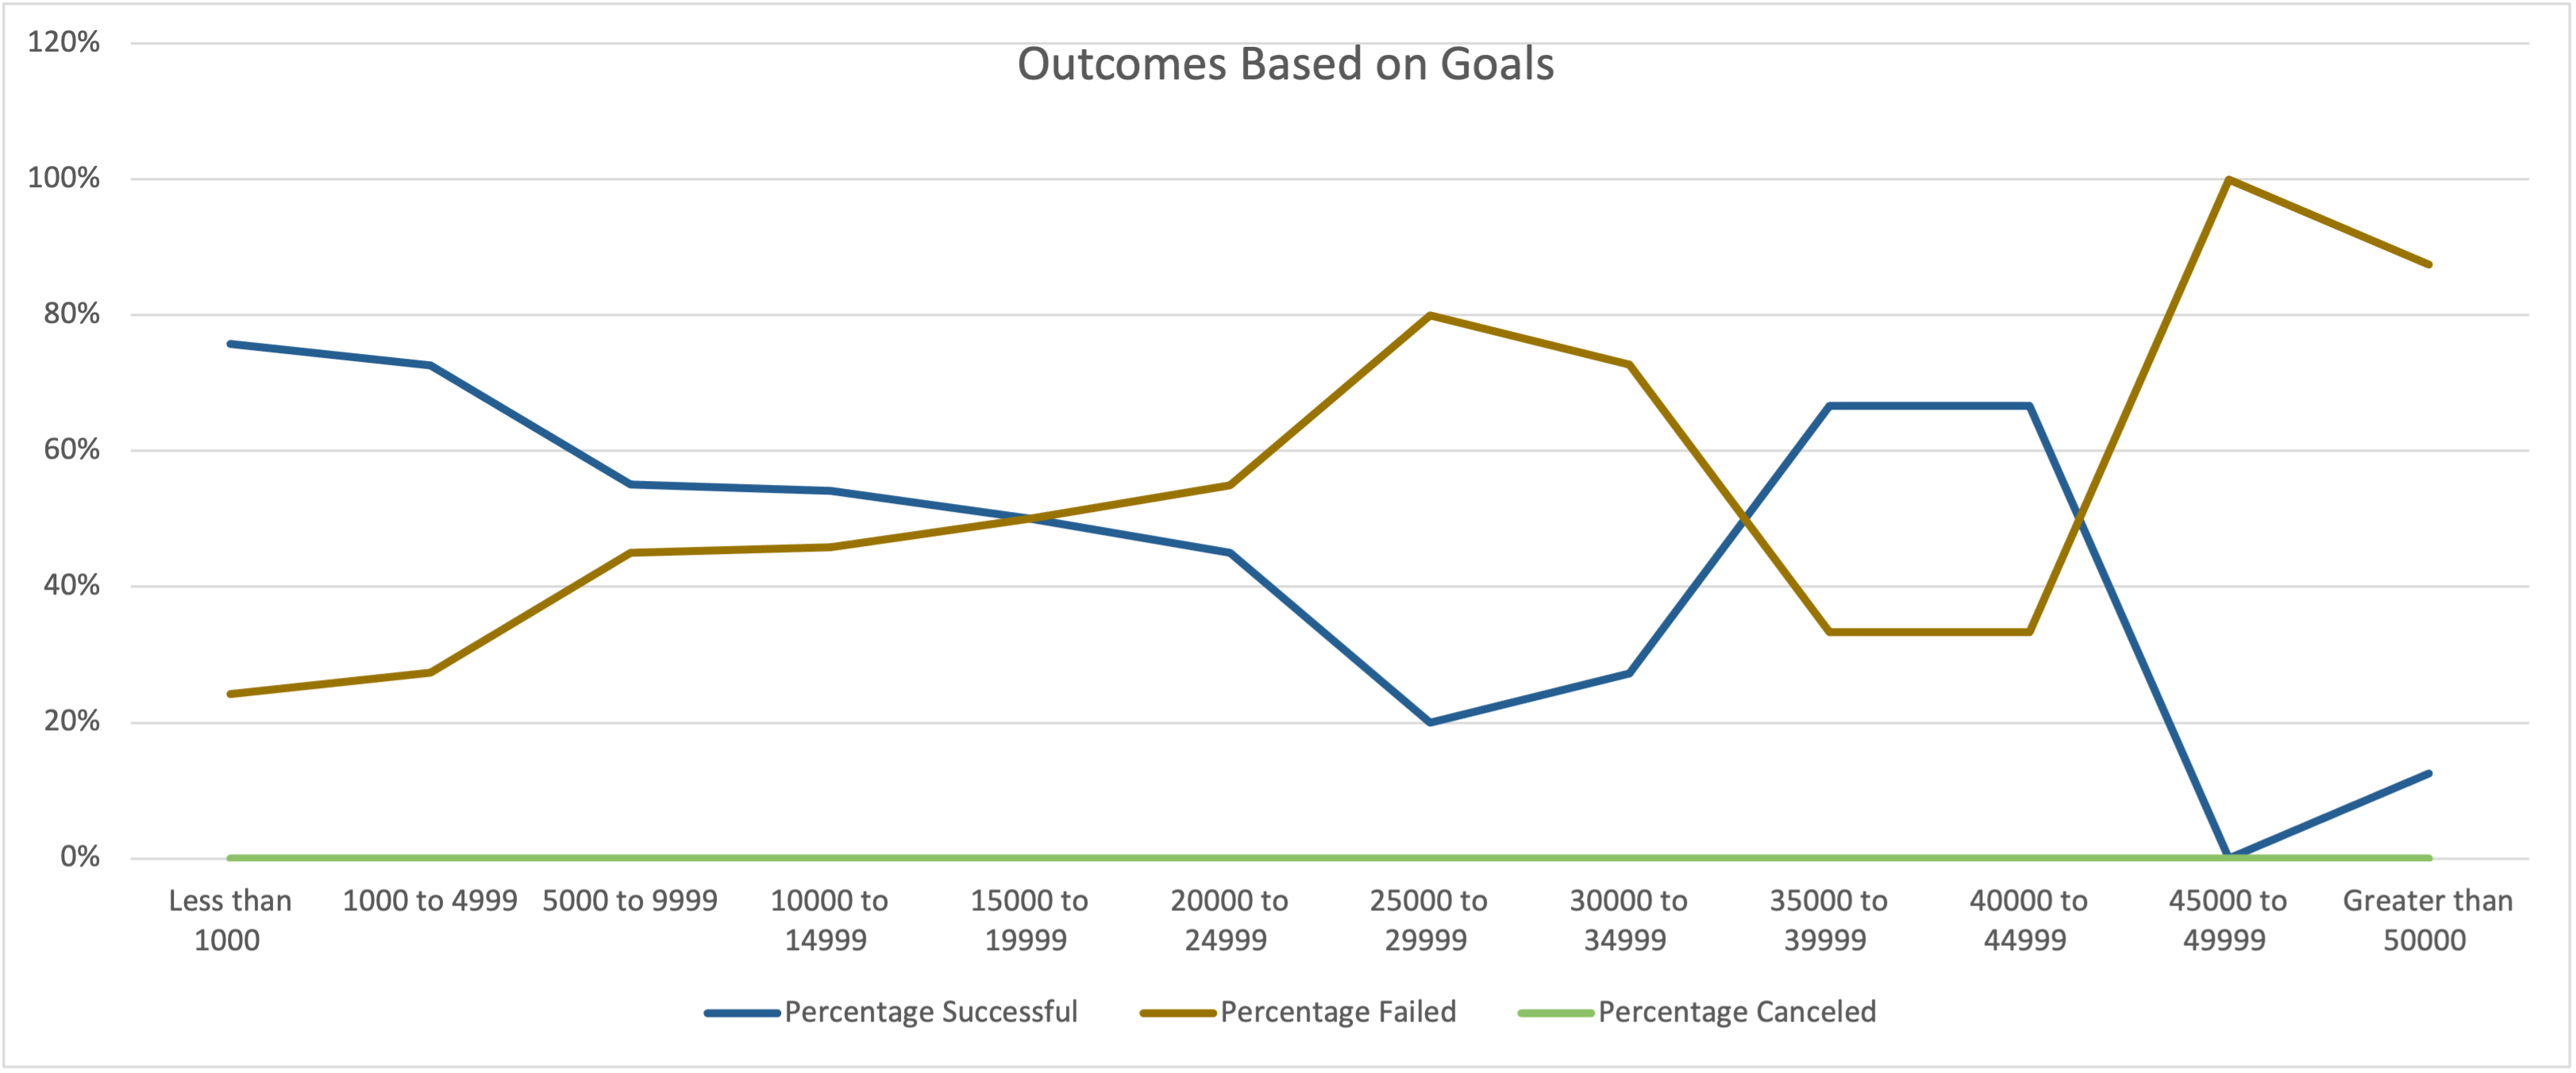 Outcomes Based on Goals
120%
100%
80%
60%
40%
20%
0%
Less than
1000
1000 to 4999
5000 to 9999
10000 to
14999
15000 to
19999
20000 to
24999
25000 to
29999
30000 to
34999
35000 to
39999
40000 to
44999
45000 to
49999
Greater than
50000
Percentage Successful
Percentage Failed
Percentage Canceled